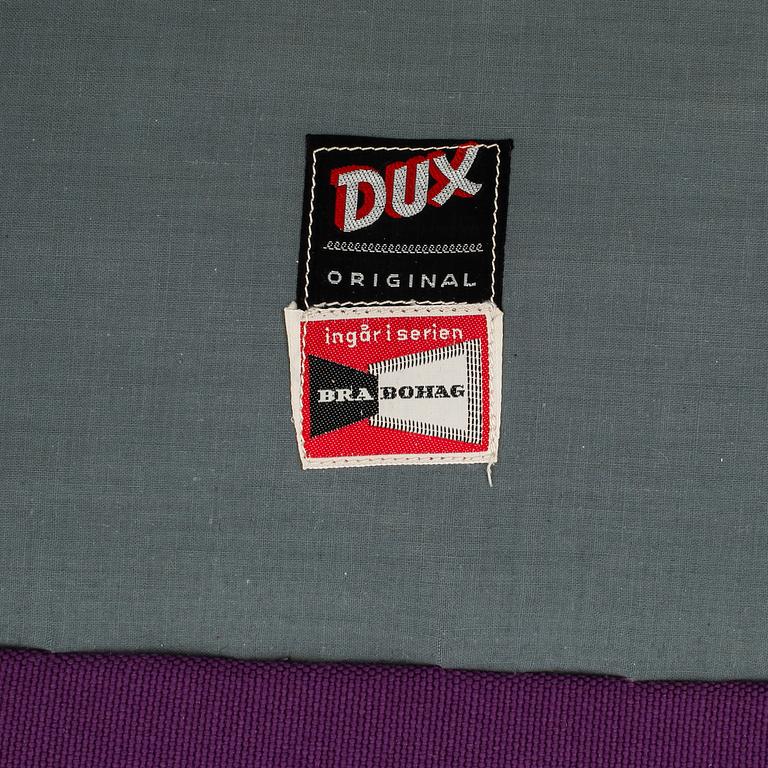 DUX
ORIGINAL
ingår i serien
BRA BOHAG